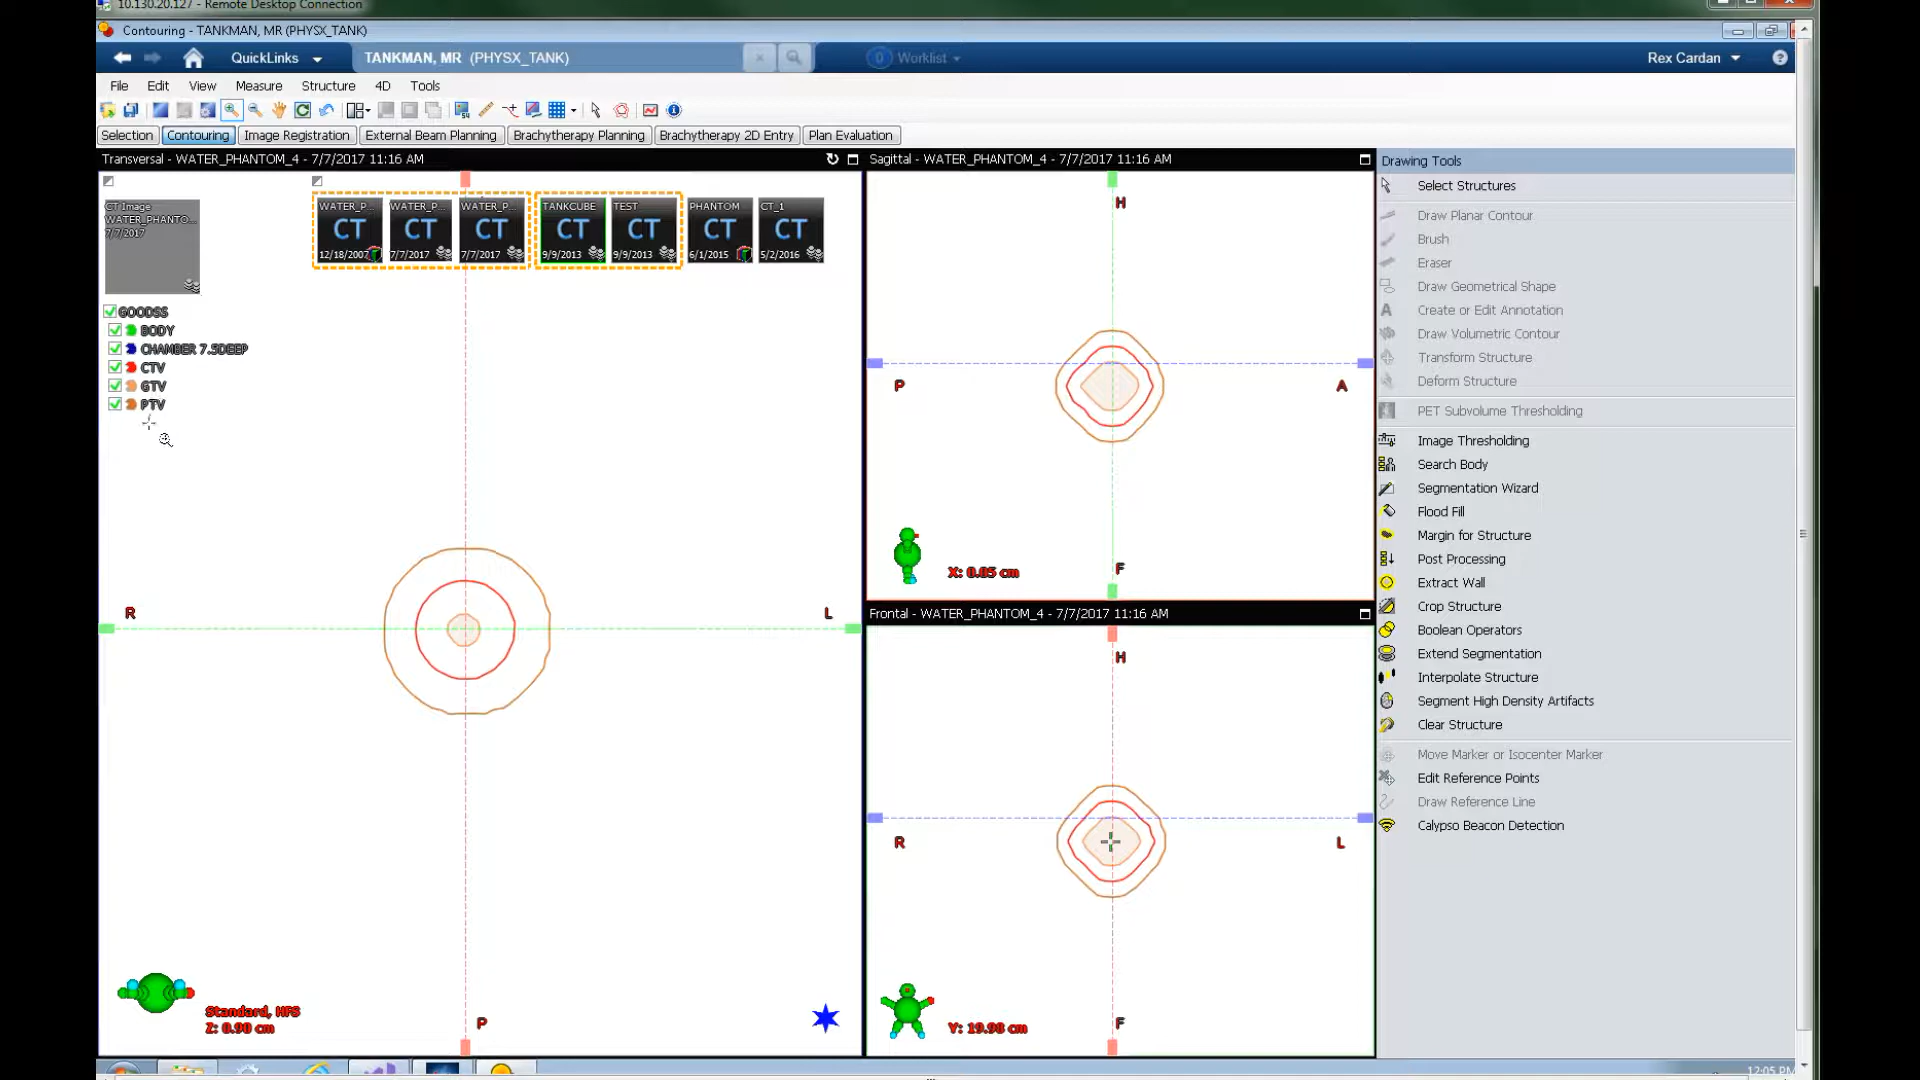 10.130.20.127 - Remote Desktop Connection
Contouring - TANKMAN, MR (PHYSX_TANK)
QuickLinks
TANKMAN, MR (PHYSX_TANK)
0 Worklist
Rex Cardan
File Edit View Measure Structure 4D Tools
Selection Contouring Image Registration External Beam Planning Brachytherapy Planning Brachytherapy 2D Entry Plan Evaluation
Transversal - WATER_PHANTOM_4 - 7/7/2017 11:16 AM
Sagittal - WATER_PHANTOM_4 - 7/7/2017 11:16 AM
Drawing Tools
CT Image
WATER_PHANTO...
7/7/2017
WATER_P... WATER_P... WATER_P... TANKCUBE TEST PHANTOM CT_1
CT CT CT CT CT CT CT
12/18/2007 7/7/2017 7/7/2017 9/9/2013 9/9/2013 6/1/2015 5/2/2016
GOODSS
BODY
CHAMBER 7.5DEEP
CTV
GTV
PTV
R
L
P
Standard, HFS
Z: 0.90 cm
H
P
A
F
X: 0.05 cm
Frontal - WATER_PHANTOM_4 - 7/7/2017 11:16 AM
H
R
L
F
Y: 19.98 cm
Select Structures
Draw Planar Contour
Brush
Eraser
Draw Geometrical Shape
Create or Edit Annotation
Draw Volumetric Contour
Transform Structure
Deform Structure
PET Subvolume Thresholding
Image Thresholding
Search Body
Segmentation Wizard
Flood Fill
Margin for Structure
Post Processing
Extract Wall
Crop Structure
Boolean Operators
Extend Segmentation
Interpolate Structure
Segment High Density Artifacts
Clear Structure
Move Marker or Isocenter Marker
Edit Reference Points
Draw Reference Line
Calypso Beacon Detection
12:05 PM